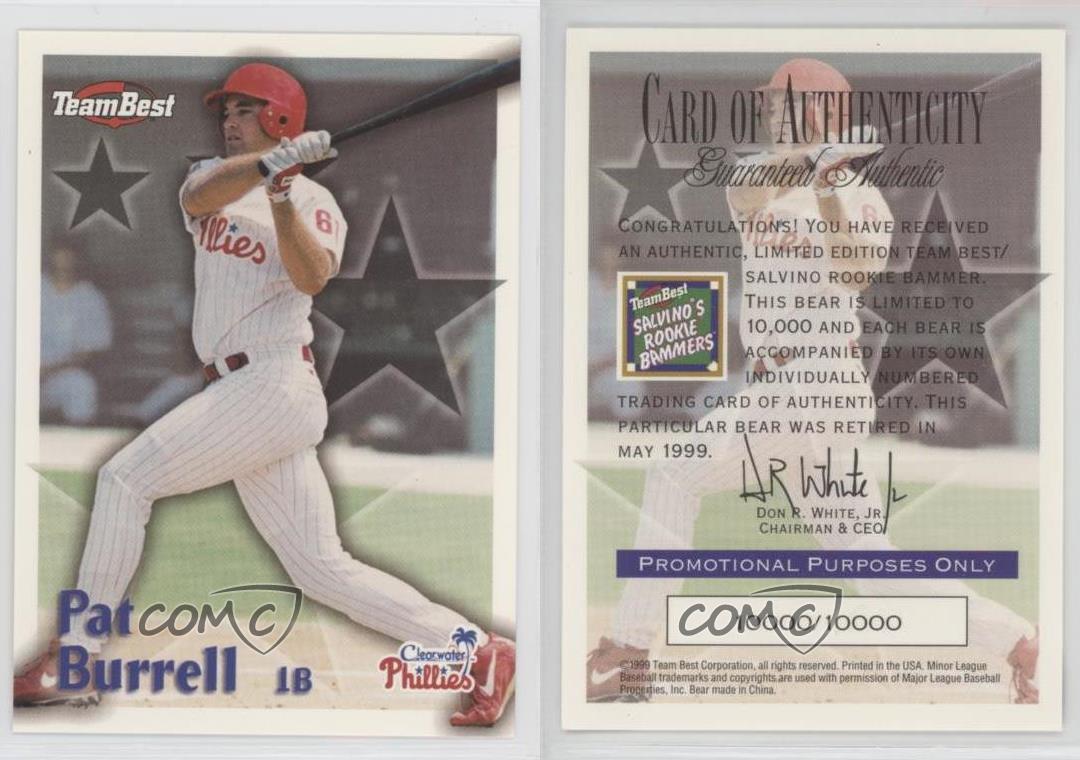 TeamBest
Phillies
61
Pat
Burrell 1B
Clearwater
Phillies
COMC
CARD OF AUTHENTICITY
Guaranteed Authentic
CONGRATULATIONS! YOU HAVE RECEIVED
AN AUTHENTIC, LIMITED EDITION TEAM BEST/
SALVINO ROOKIE BAMMER.
THIS BEAR IS LIMITED TO
10,000 AND EACH BEAR IS
ACCOMPANIED BY ITS OWN
INDIVIDUALLY NUMBERED
TRADING CARD OF AUTHENTICITY. THIS
PARTICULAR BEAR WAS RETIRED IN
MAY 1999.
TeamBest
SALVINO'S
ROOKIE
BAMMERS
DR White Jr
DON R. WHITE, JR.
CHAIRMAN & CEO
PROMOTIONAL PURPOSES ONLY
10000/10000
COMC
©1999 Team Best Corporation, all rights reserved. Printed in the USA. Minor League
Baseball trademarks and copyrights are used with permission of Major League Baseball
Properties, Inc. Bear made in China.